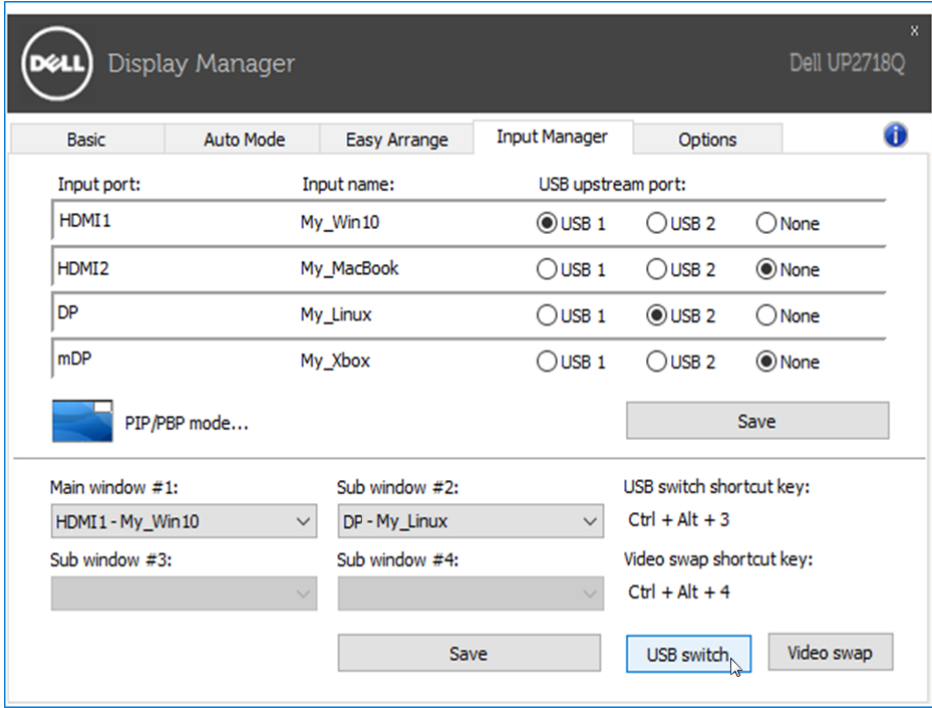 x
DELL Display Manager Dell UP2718Q
Basic Auto Mode Easy Arrange Input Manager Options i
Input port: Input name: USB upstream port:
HDMI1 My_Win10 USB 1 USB 2 None
HDMI2 My_MacBook USB 1 USB 2 None
DP My_Linux USB 1 USB 2 None
mDP My_Xbox USB 1 USB 2 None
PIP/PBP mode... Save
Main window #1: Sub window #2: USB switch shortcut key:
HDMI1 - My_Win10 DP - My_Linux Ctrl + Alt + 3
Sub window #3: Sub window #4: Video swap shortcut key:
Ctrl + Alt + 4
Save USB switch Video swap